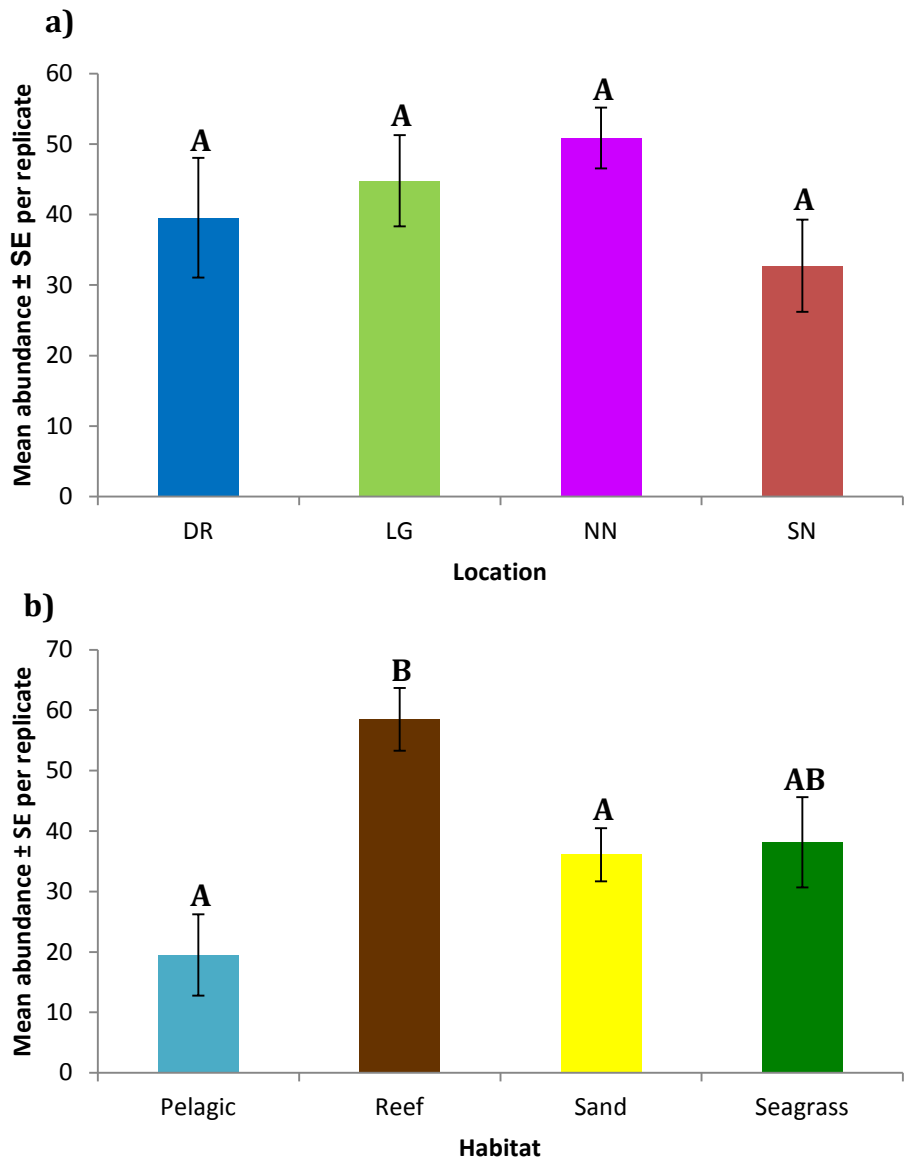 a)
Mean abundance ± SE per replicate
60
50
40
30
20
10
0
A
A
A
A
DR
LG
NN
SN
Location
b)
Mean abundance ± SE per replicate
70
60
50
40
30
20
10
0
A
B
A
AB
Pelagic
Reef
Sand
Seagrass
Habitat